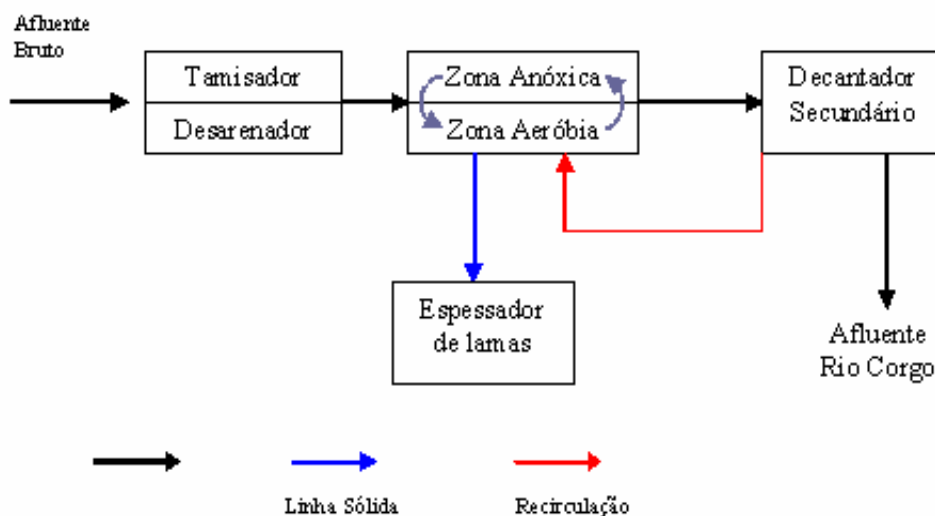 Afluente
Bruto
Tamisador
Desarenador
Zona Anóxica
Zona Aeróbia
Decantador
Secundário
Espessador
de lamas
Afluente
Rio Corgo
Linha Sólida
Recirculação